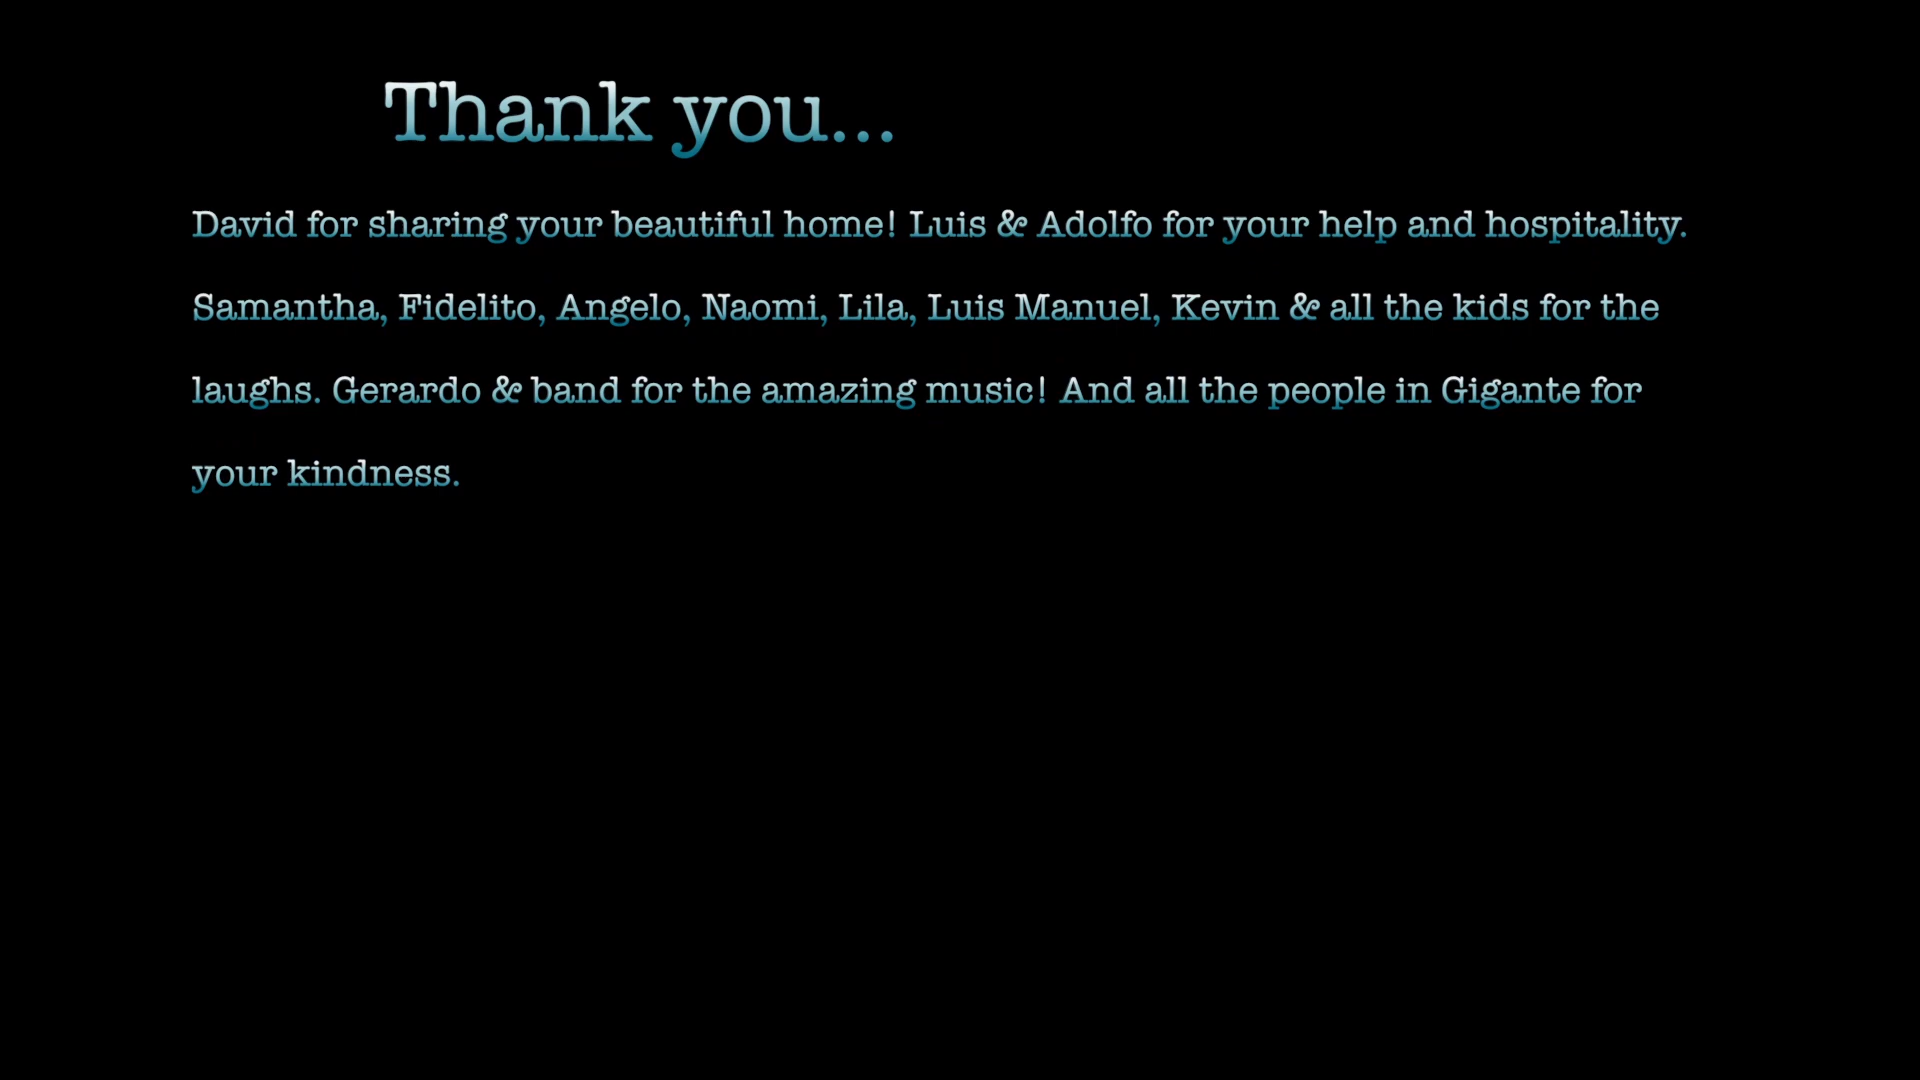 Thank you...
David for sharing your beautiful home! Luis & Adolfo for your help and hospitality.
Samantha, Fidelito, Angelo, Naomi, Lila, Luis Manuel, Kevin & all the kids for the
laughs. Gerardo & band for the amazing music! And all the people in Gigante for
your kindness.